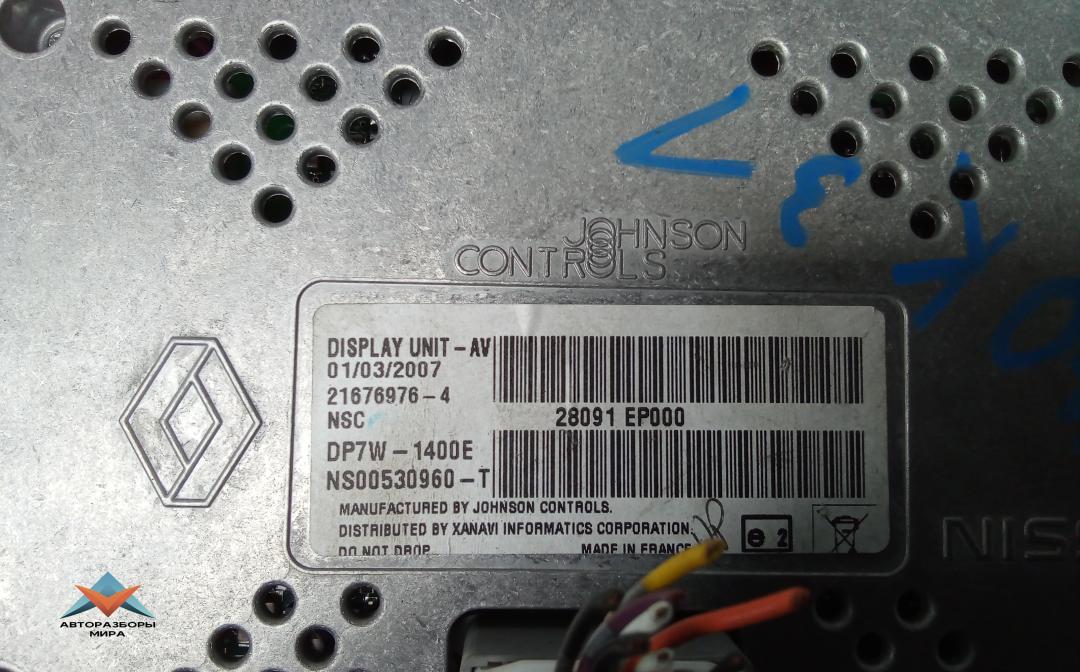 JOHNSON
CONTROLS
DISPLAY UNIT - AV
01/03/2007
21676976 - 4
NSC
28091 EP000
DP7W - 1400E
NS00530960 - T
MANUFACTURED BY JOHNSON CONTROLS.
DISTRIBUTED BY XANAVI INFORMATICS CORPORATION.
e 2
DO NOT DROP
MADE IN FRANCE
NISS
АВТОРАЗБОРЫ
МИРА